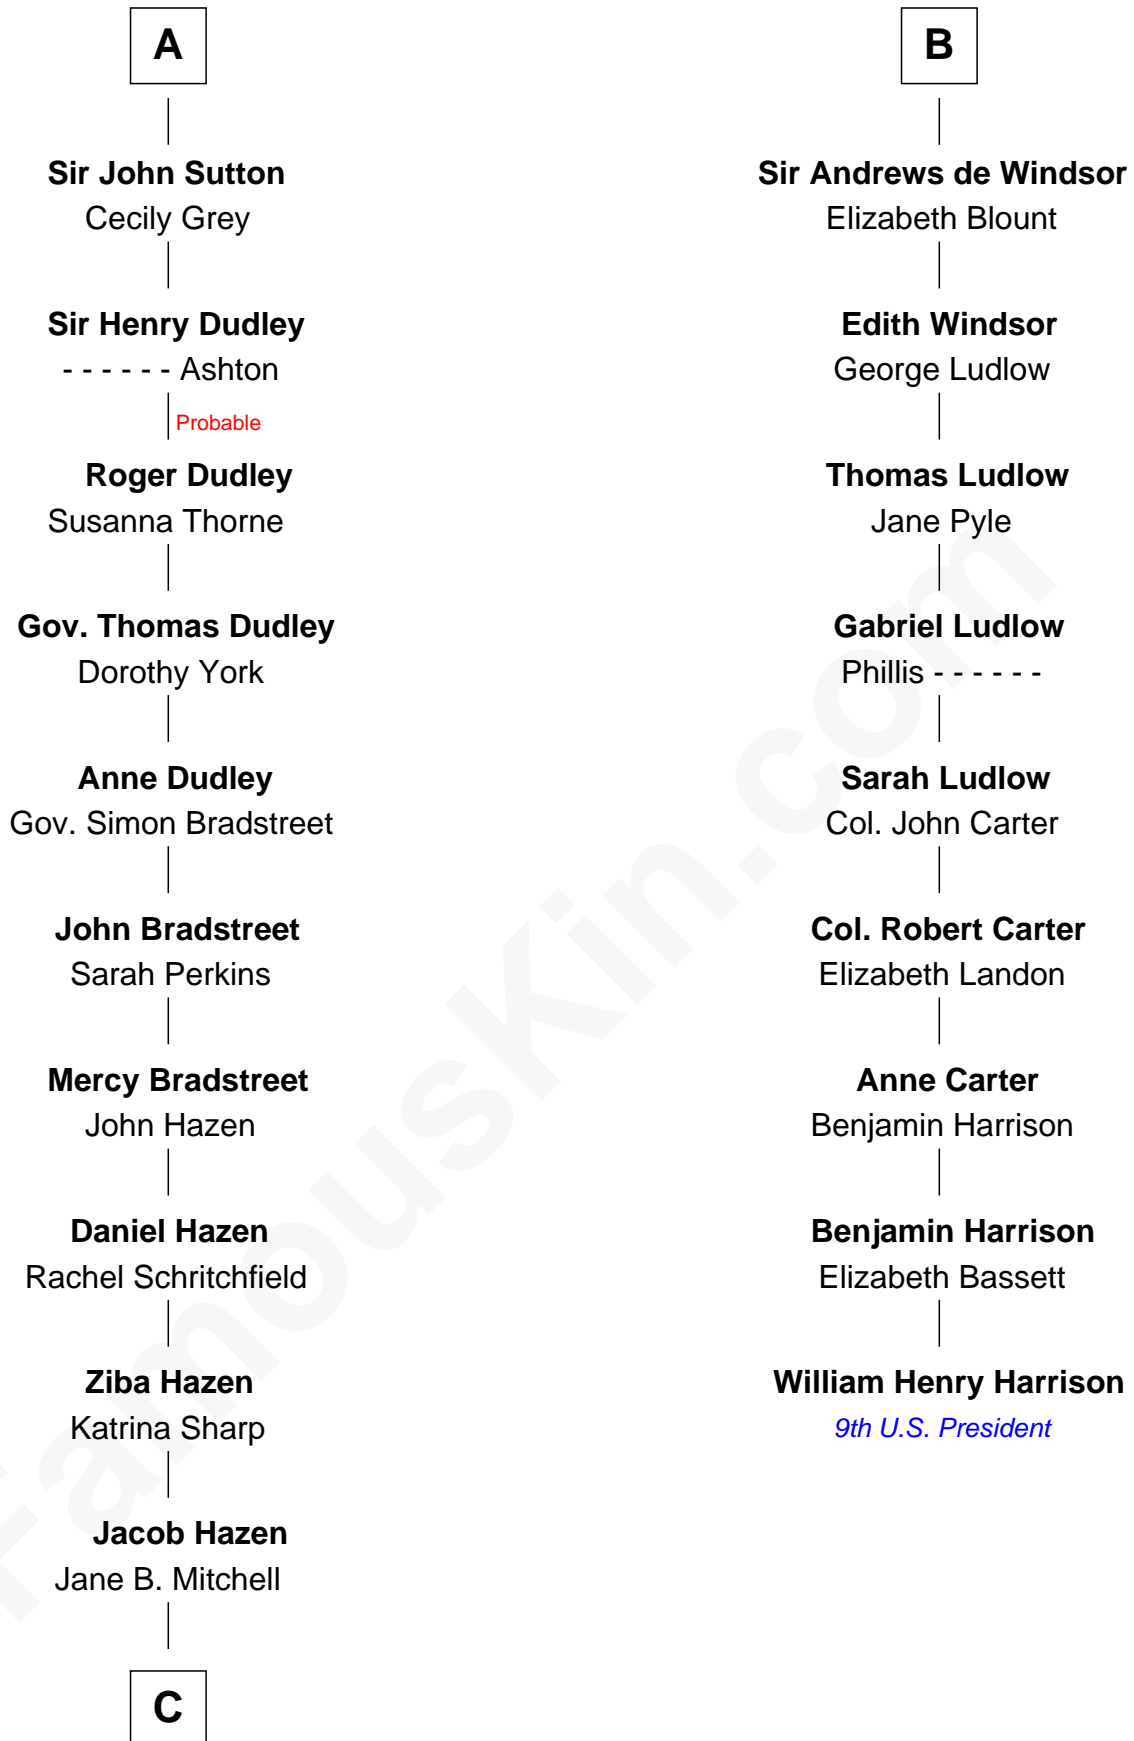 A
Sir John Sutton
Cecily Grey
Sir Henry Dudley
- - - - - - Ashton
Probable
Roger Dudley
Susanna Thorne
Gov. Thomas Dudley
Dorothy York
Anne Dudley
Gov. Simon Bradstreet
John Bradstreet
Sarah Perkins
Mercy Bradstreet
John Hazen
Daniel Hazen
Rachel Schritchfield
Ziba Hazen
Katrina Sharp
Jacob Hazen
Jane B. Mitchell
C
B
Sir Andrews de Windsor
Elizabeth Blount
Edith Windsor
George Ludlow
Thomas Ludlow
Jane Pyle
Gabriel Ludlow
Phillis - - - - - -
Sarah Ludlow
Col. John Carter
Col. Robert Carter
Elizabeth Landon
Anne Carter
Benjamin Harrison
Benjamin Harrison
Elizabeth Bassett
William Henry Harrison
9th U.S. President
FamousKin.com